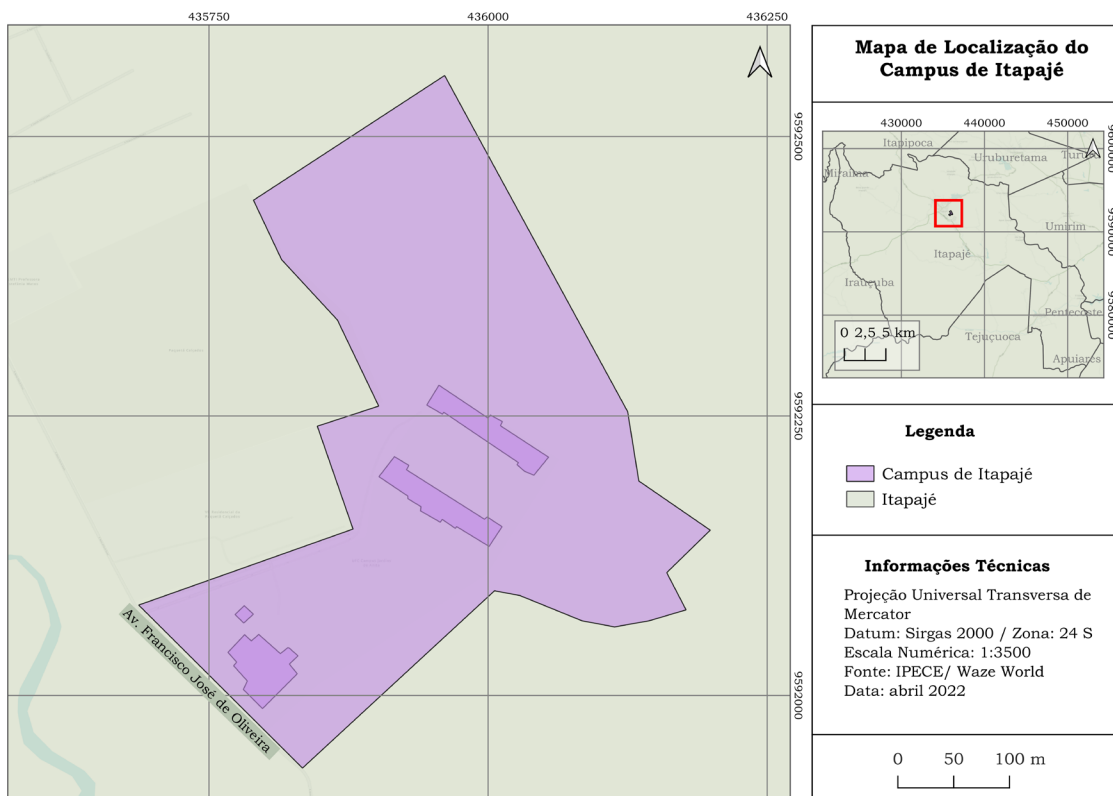 435750
436000
436250
9592500
9592250
9592000
Av. Francisco José de Oliveira
Mapa de Localização do
Campus de Itapajé
430000
440000
450000
Itapipoca
Uruburetama
Miraíma
Umirim
Itapajé
Irauçuba
Pentecoste
Tejuçuoca
Apuiarés
9590000
0 2,5 5 km
Legenda
Campus de Itapajé
Itapajé
Informações Técnicas
Projeção Universal Transversa de
Mercator
Datum: Sirgas 2000 / Zona: 24 S
Escala Numérica: 1:3500
Fonte: IPECE/ Waze World
Data: abril 2022
0 50 100 m